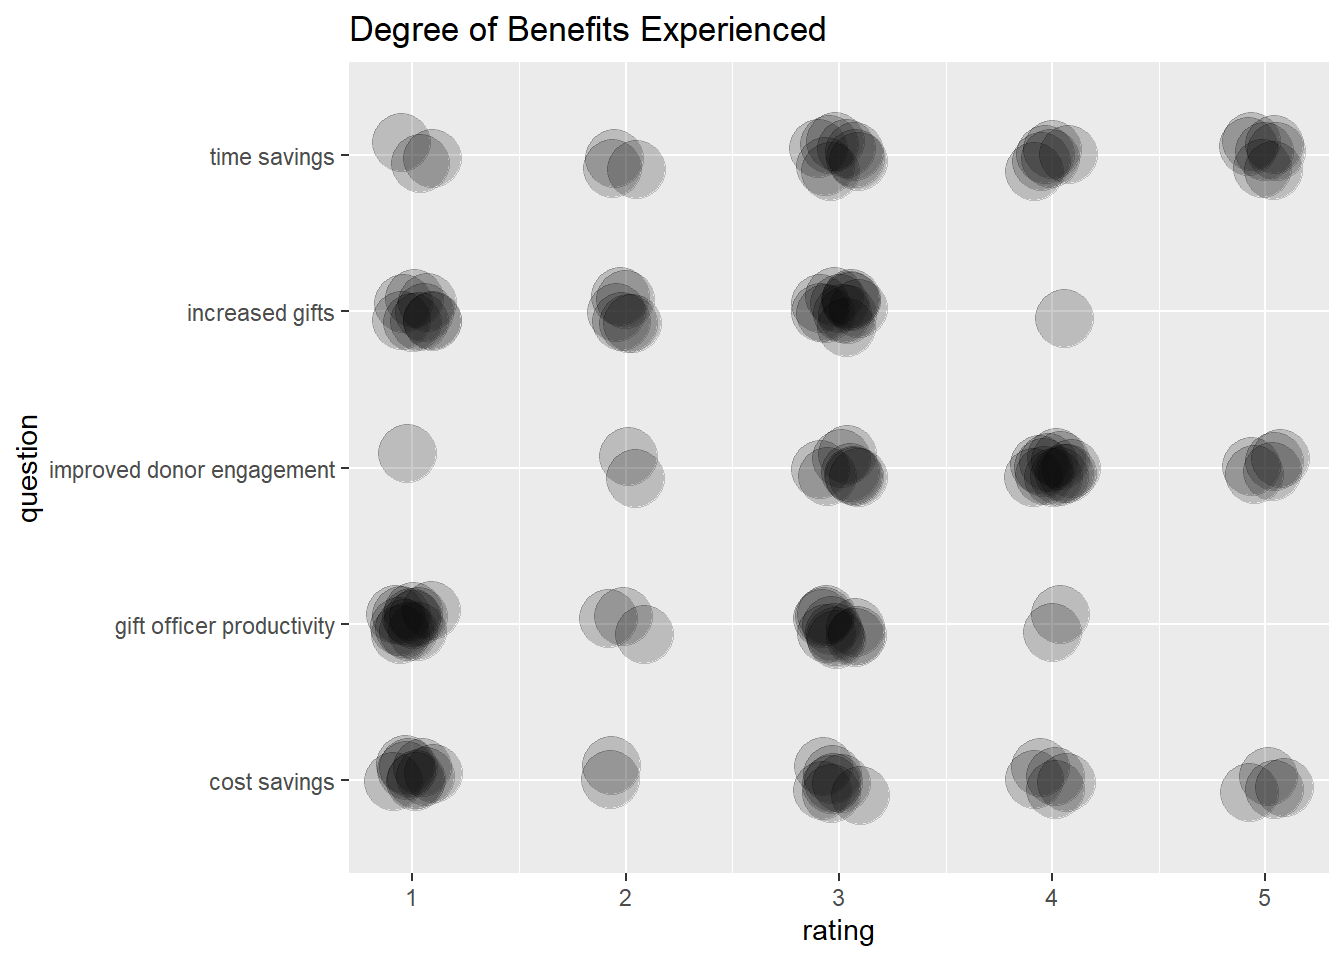 Degree of Benefits Experienced
time savings
increased gifts
improved donor engagement
gift officer productivity
cost savings
question
1 2 3 4 5
rating